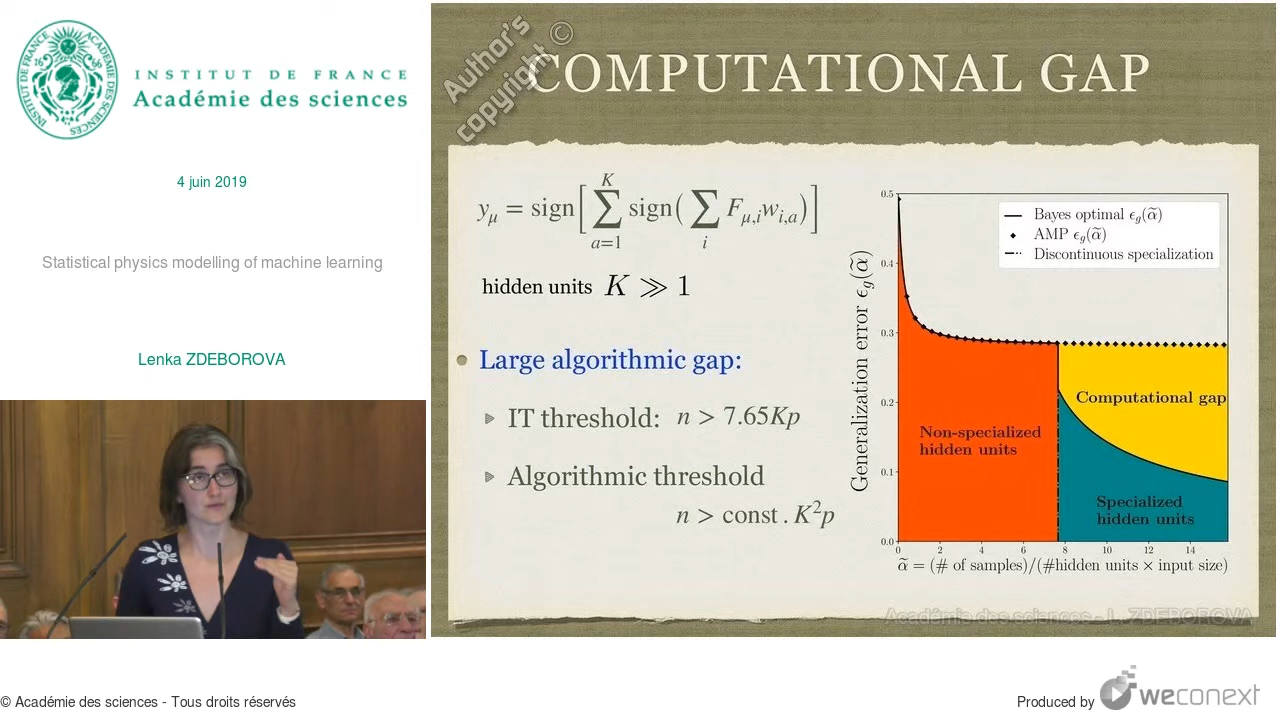 INSTITUT DE FRANCE
Académie des sciences
4 juin 2019
Statistical physics modelling of machine learning
Lenka ZDEBOROVA
Author's
copyright ©
COMPUTATIONAL GAP
y_μ = sign[ ∑_{a=1}^{K} sign( ∑_i F_{μ,i} w_{i,a} ) ]
hidden units K ≫ 1
Large algorithmic gap:
IT threshold: n > 7.65Kp
Algorithmic threshold
n > const . K²p
Generalization error ϵ_g(α̃)
0.5
0.4
0.3
0.2
0.1
0.0
Bayes optimal ϵ_g(α̃)
AMP ϵ_g(α̃)
Discontinuous specialization
Computational gap
Non-specialized
hidden units
Specialized
hidden units
0 2 4 6 8 10 12 14
α̃ = (# of samples)/(#hidden units × input size)
Académie des sciences - L. ZDEBOROVA
© Académie des sciences - Tous droits réservés
Produced by weconext